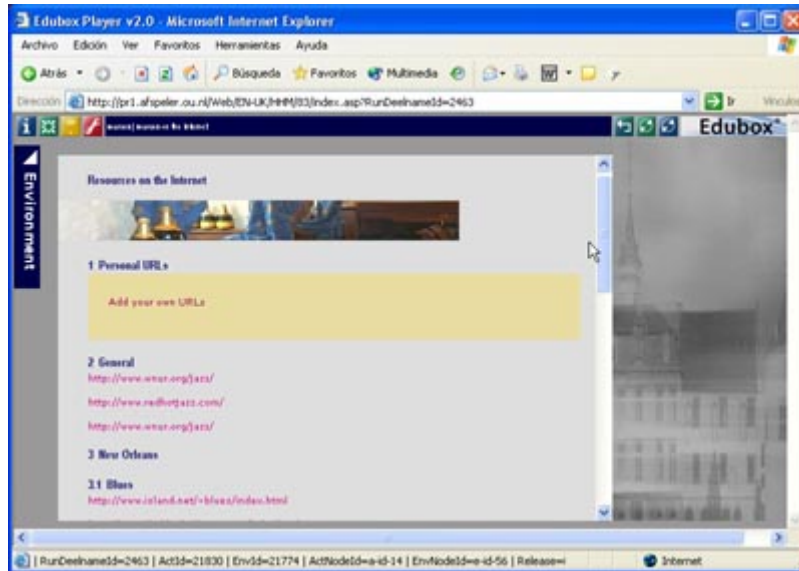 Edubox Player v2.0 - Microsoft Internet Explorer
Archivo Edición Ver Favoritos Herramientas Ayuda
Atrás Búsqueda Favoritos Multimedia
Dirección http://pr1.afspeler.ou.nl/Web/EN-UK/HHM/83/index.asp?RunDeelnameId=2463 Ir Vínculos
Edubox
Environment
Resources on the Internet
1 Personal URLs
Add your own URLs
2 General
http://www.wnur.org/jazz/
http://www.redhotjazz.com/
http://www.wnur.org/jazz/
3 New Orleans
3.1 Blues
http://www.island.net/~blues/index.html
| RunDeelnameId=2463 | ActId=21830 | EnvId=21774 | ActNodeId=a-id-14 | EnvNodeId=e-id-56 | Release=i Internet